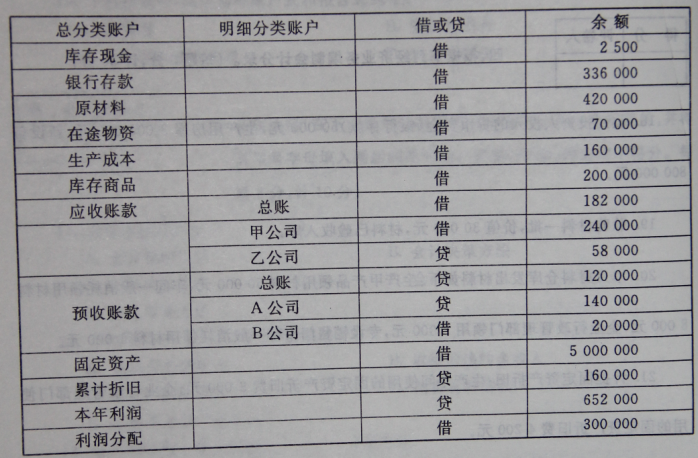 总分类账户 明细分类账户 借或贷 余额
库存现金 借 2 500
银行存款 借 336 000
原材料 借 420 000
在途物资 借 70 000
生产成本 借 160 000
库存商品 借 200 000
应收账款 总账 借 182 000
甲公司 借 240 000
乙公司 贷 58 000
预收账款 总账 贷 120 000
A 公司 贷 140 000
B 公司 借 20 000
固定资产 借 5 000 000
累计折旧 贷 160 000
本年利润 贷 652 000
利润分配 借 300 000